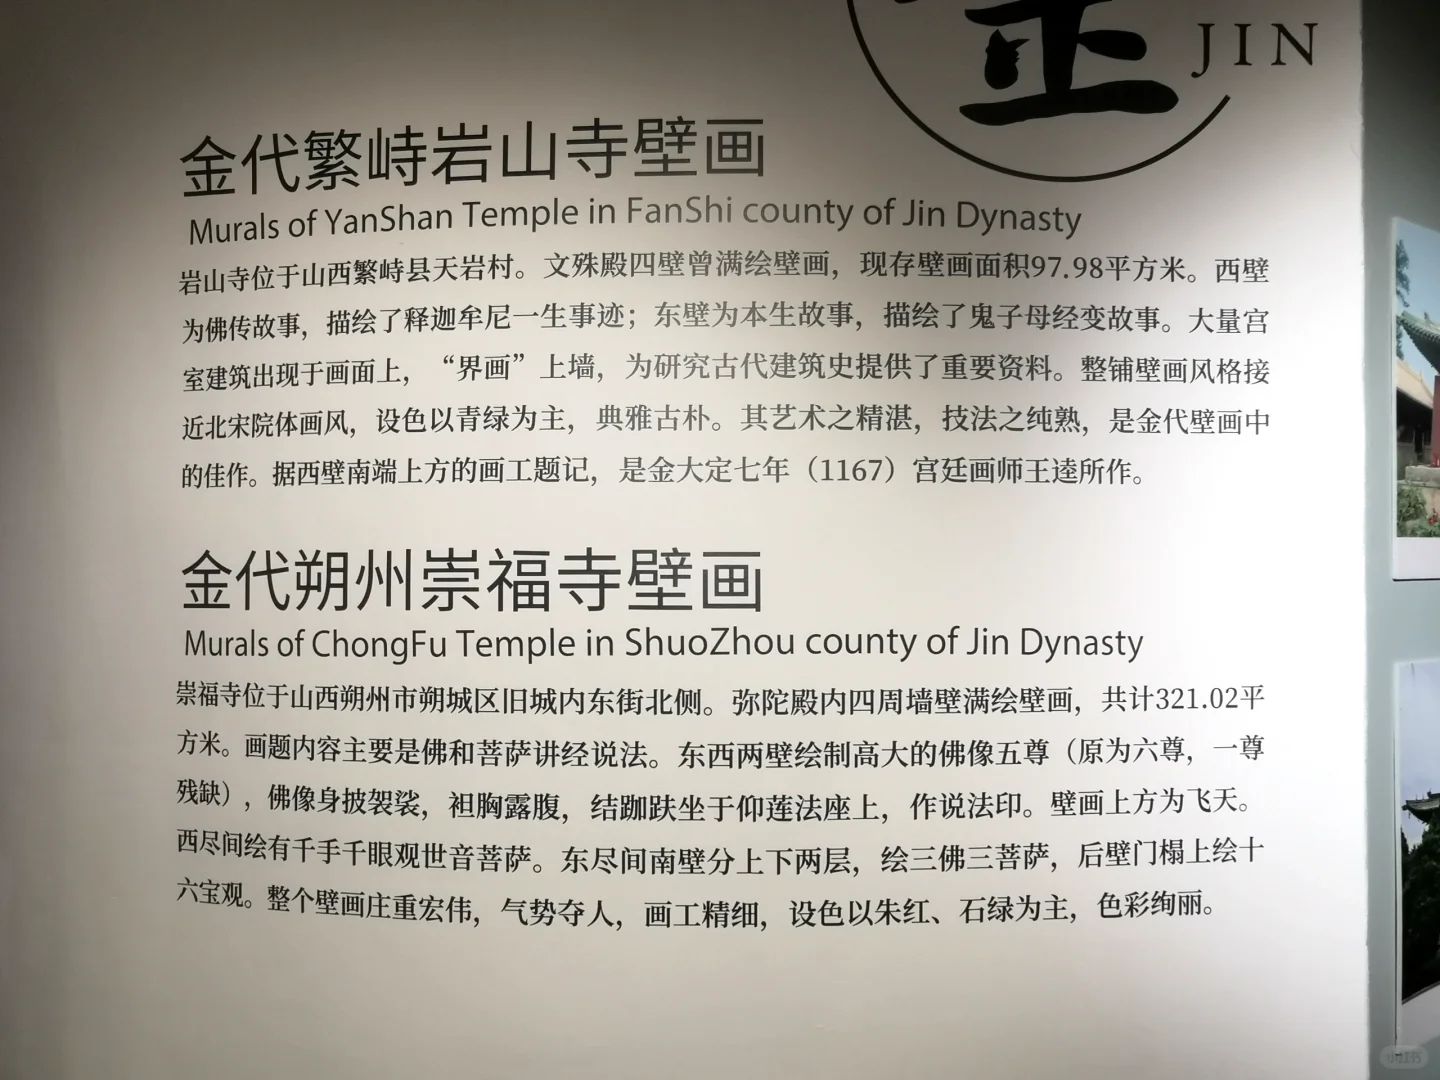 金
JIN
金代繁峙岩山寺壁画
Murals of YanShan Temple in FanShi county of Jin Dynasty
岩山寺位于山西繁峙县天岩村。文殊殿四壁曾满绘壁画，现存壁画面积97.98平方米。西壁
为佛传故事，描绘了释迦牟尼一生事迹；东壁为本生故事，描绘了鬼子母经变故事。大量宫
室建筑出现于画面上，“界画”上墙，为研究古代建筑史提供了重要资料。整铺壁画风格接
近北宋院体画风，设色以青绿为主，典雅古朴。其艺术之精湛，技法之纯熟，是金代壁画中
的佳作。据西壁南端上方的画工题记，是金大定七年（1167）宫廷画师王逵所作。
金代朔州崇福寺壁画
Murals of ChongFu Temple in ShuoZhou county of Jin Dynasty
崇福寺位于山西朔州市朔城区旧城内东街北侧。弥陀殿内四周墙壁满绘壁画，共计321.02平
方米。画题内容主要是佛和菩萨讲经说法。东西两壁绘制高大的佛像五尊（原为六尊，一尊
残缺），佛像身披袈裟，袒胸露腹，结跏趺坐于仰莲法座上，作说法印。壁画上方为飞天。
西尽间绘有千手千眼观世音菩萨。东尽间南壁分上下两层，绘三佛三菩萨，后壁门榻上绘十
六宝观。整个壁画庄重宏伟，气势夺人，画工精细，设色以朱红、石绿为主，色彩绚丽。
小红书